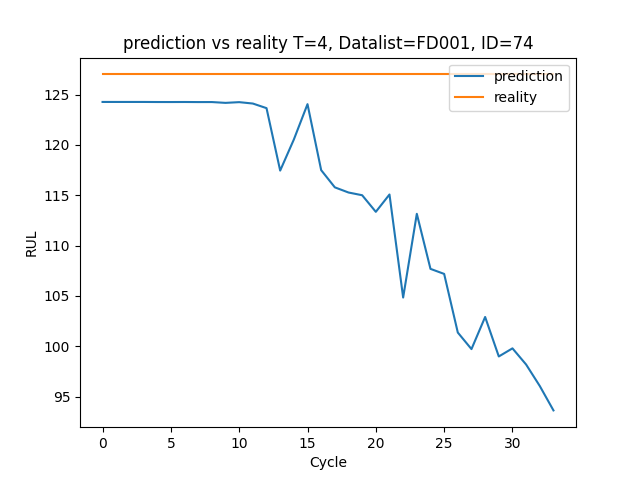 prediction vs reality T=4, Datalist=FD001, ID=74
prediction
reality
RUL
125
120
115
110
105
100
95
0 5 10 15 20 25 30
Cycle